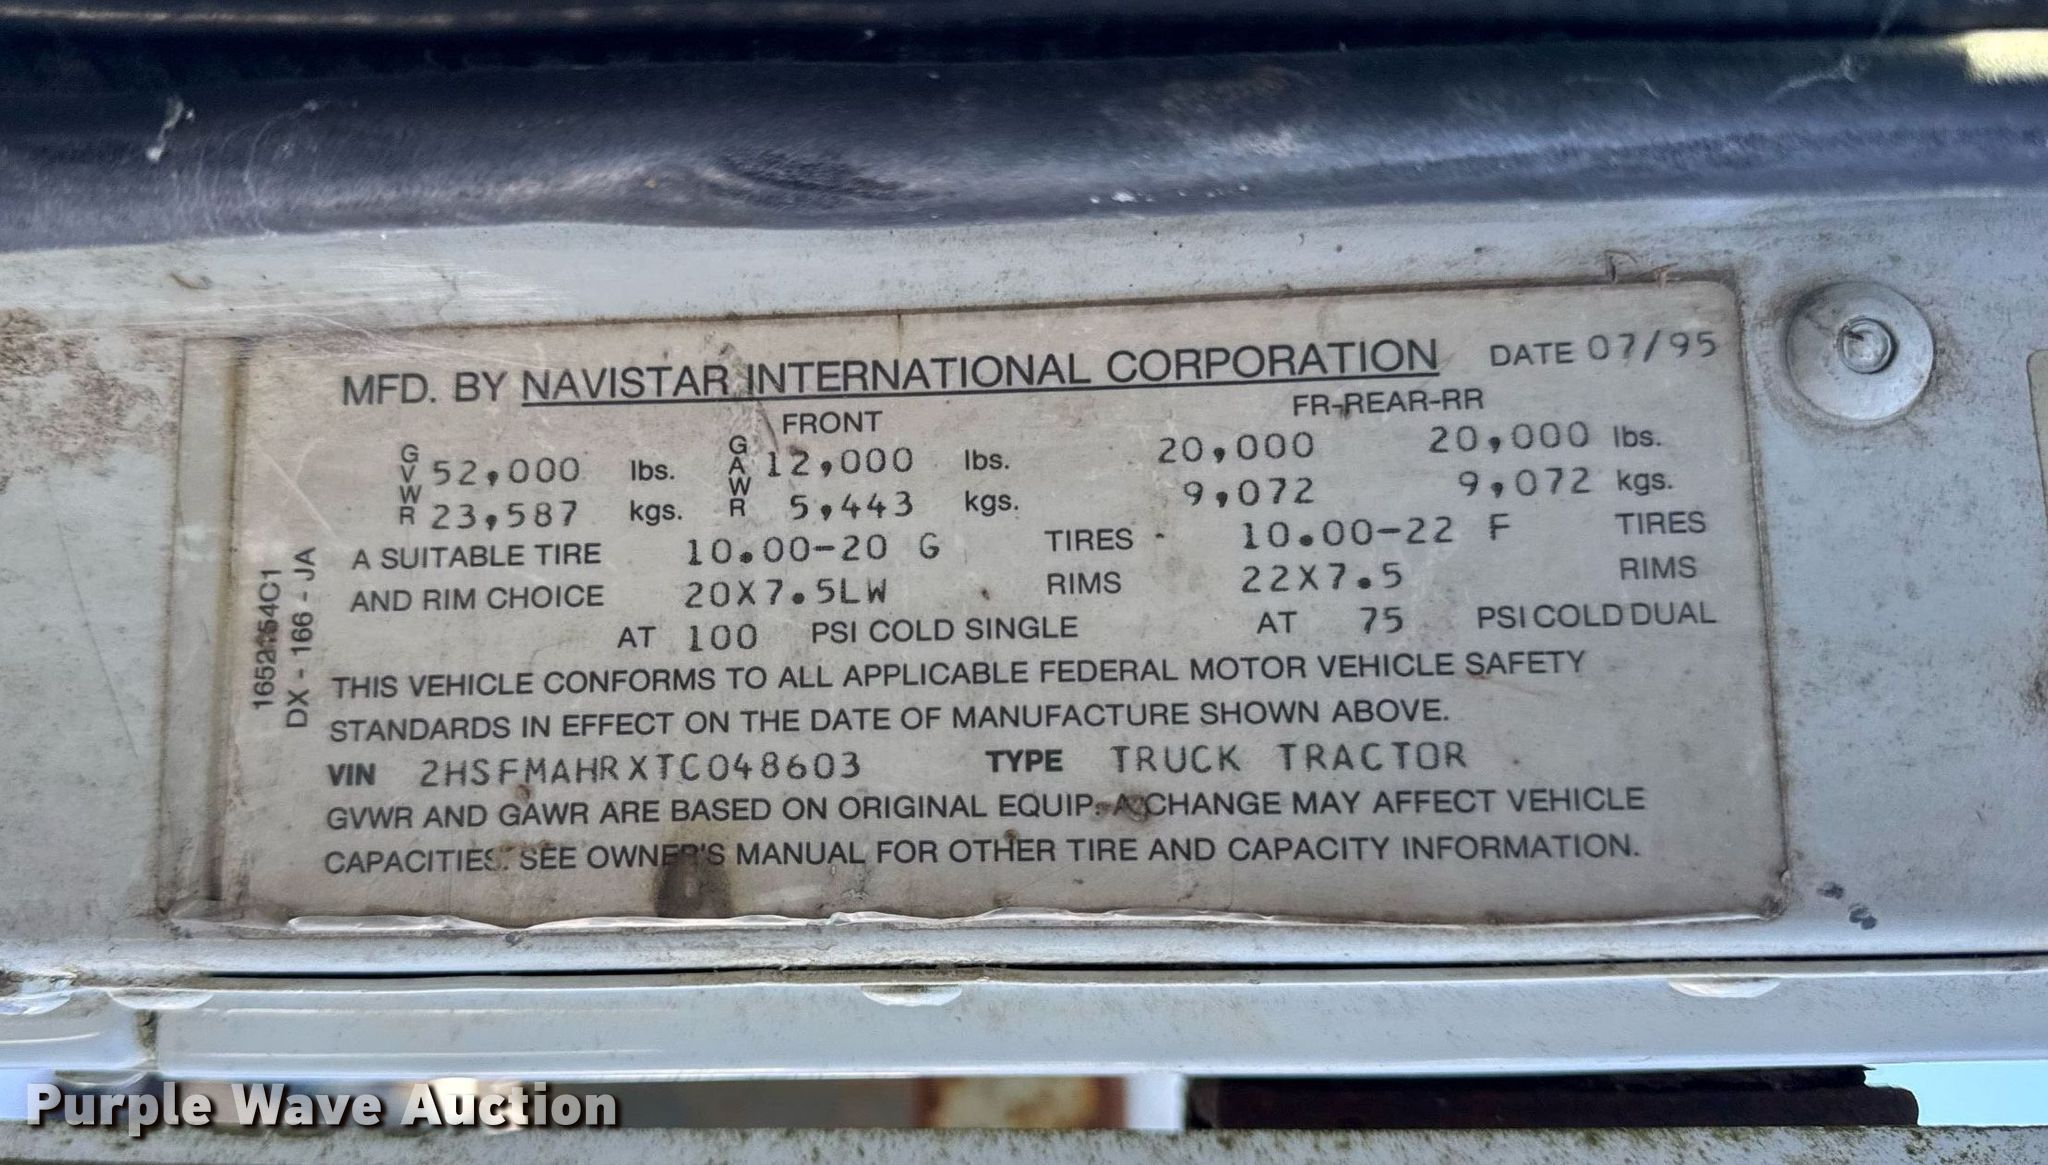 MFD. BY NAVISTAR INTERNATIONAL CORPORATION DATE 07/95
FRONT FR-REAR-RR
GVWR 52,000 lbs. GAWR 12,000 lbs. 20,000 20,000 lbs.
23,587 kgs. 5,443 kgs. 9,072 9,072 kgs.
A SUITABLE TIRE 10.00-20 G TIRES 10.00-22 F TIRES
AND RIM CHOICE 20X7.5LW RIMS 22X7.5 RIMS
AT 100 PSI COLD SINGLE AT 75 PSI COLD DUAL
THIS VEHICLE CONFORMS TO ALL APPLICABLE FEDERAL MOTOR VEHICLE SAFETY
STANDARDS IN EFFECT ON THE DATE OF MANUFACTURE SHOWN ABOVE.
VIN 2HSFMAHRXTC048603 TYPE TRUCK TRACTOR
GVWR AND GAWR ARE BASED ON ORIGINAL EQUIP. A CHANGE MAY AFFECT VEHICLE
CAPACITIES. SEE OWNER'S MANUAL FOR OTHER TIRE AND CAPACITY INFORMATION.
DX - 166 - JA
Purple Wave Auction